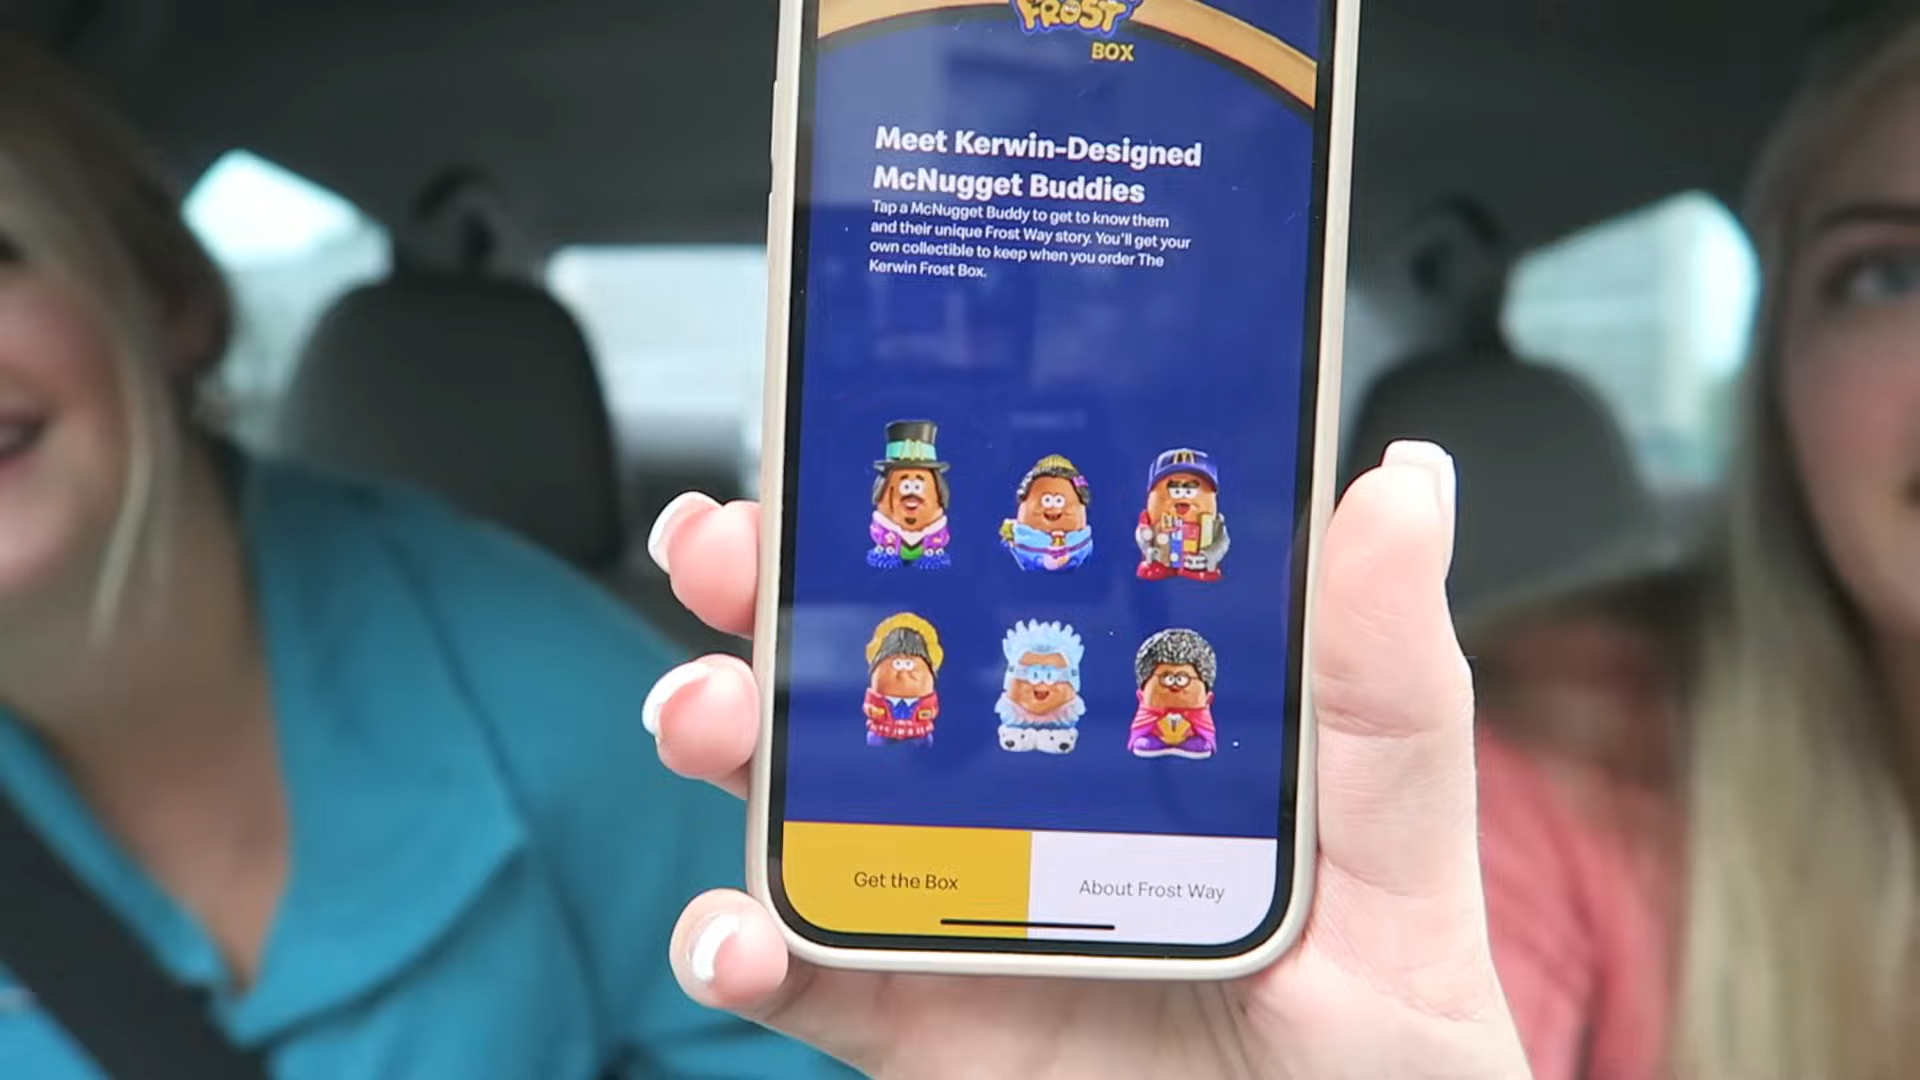 FROST
BOX
Meet Kerwin-Designed
McNugget Buddies
Tap a McNugget Buddy to get to know them
and their unique Frost Way story. You'll get your
own collectible to keep when you order The
Kerwin Frost Box.
Get the Box
About Frost Way